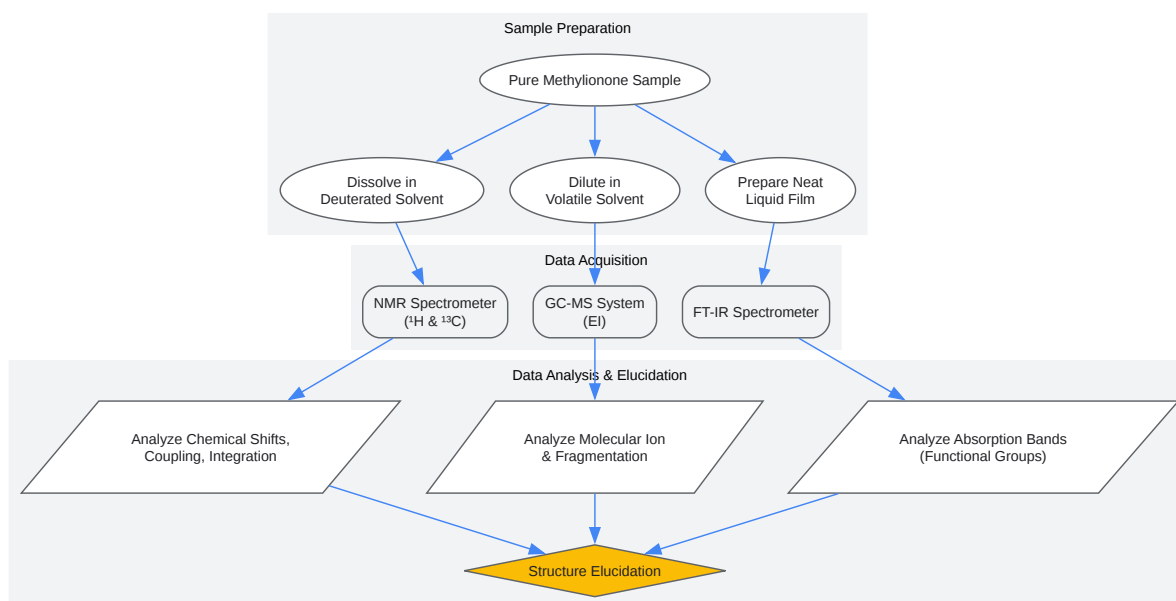 Sample Preparation
Pure Methylionone Sample
Dissolve in
Deuterated Solvent
Dilute in
Volatile Solvent
Prepare Neat
Liquid Film
Data Acquisition
NMR Spectrometer
(¹H & ¹³C)
GC-MS System
(EI)
FT-IR Spectrometer
Data Analysis & Elucidation
Analyze Chemical Shifts,
Coupling, Integration
Analyze Molecular Ion
& Fragmentation
Analyze Absorption Bands
(Functional Groups)
Structure Elucidation